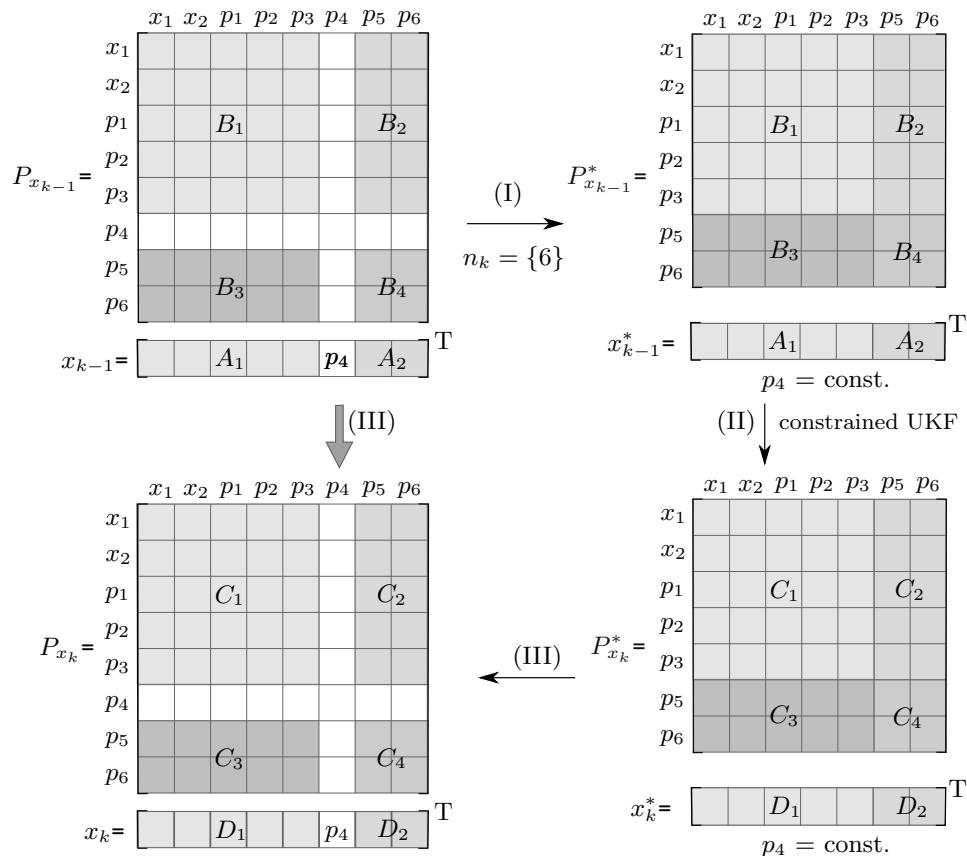 x₁ x₂ p₁ p₂ p₃ p₄ p₅ p₆
x₁
x₂
p₁ B₁ B₂
p₂
P_{x_{k−1}} =
p₃
p₄
p₅
B₃ B₄
p₆
x_{k−1} = A₁ p₄ A₂ T
(I)
n_k = {6}
x₁ x₂ p₁ p₂ p₃ p₅ p₆
x₁
x₂
p₁ B₁ B₂
p₂
P*_{x_{k−1}} =
p₃
p₅
B₃ B₄
p₆
x*_{k−1} = A₁ A₂ T
p₄ = const.
(III)
(II) constrained UKF
x₁ x₂ p₁ p₂ p₃ p₄ p₅ p₆
x₁
x₂
p₁ C₁ C₂
p₂
P_{x_k} =
p₃
p₄
p₅
C₃ C₄
p₆
x_k = D₁ p₄ D₂ T
(III)
x₁ x₂ p₁ p₂ p₃ p₅ p₆
x₁
x₂
p₁ C₁ C₂
p₂
P*_{x_k} =
p₃
p₅
C₃ C₄
p₆
x*_k = D₁ D₂ T
p₄ = const.